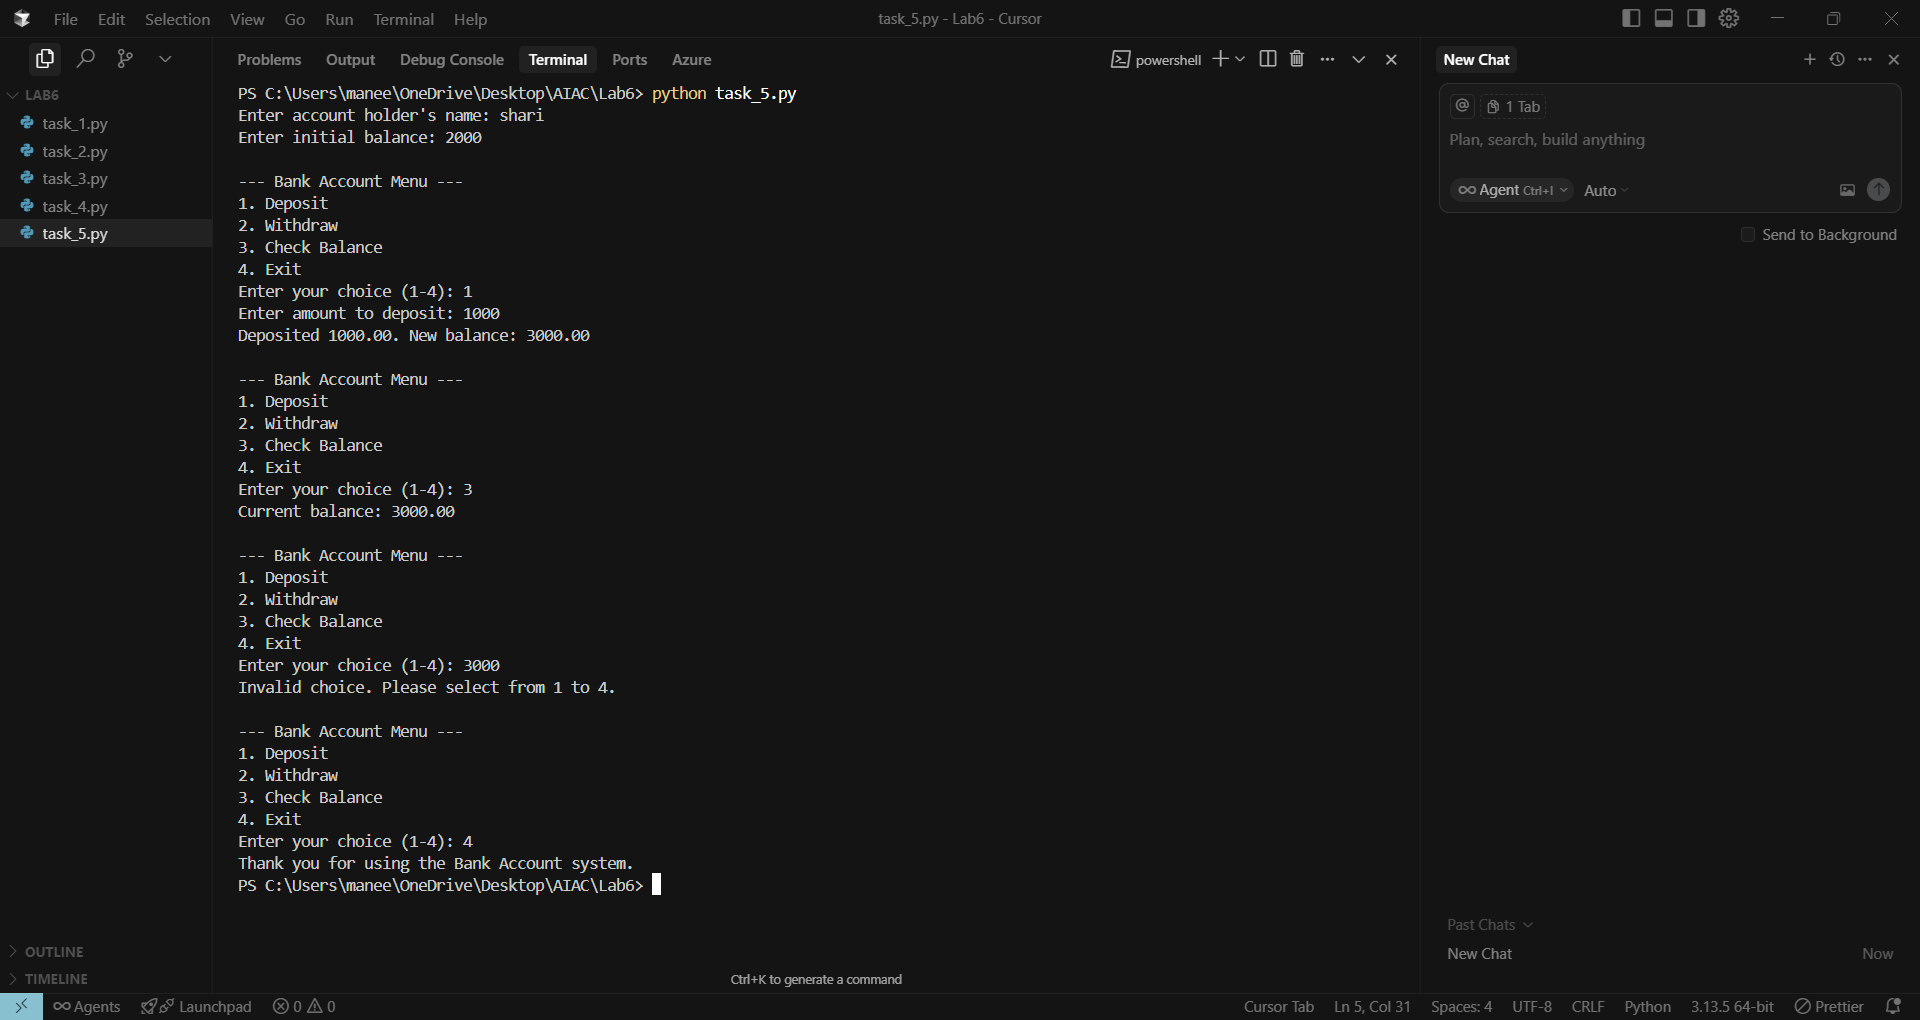 File Edit Selection View Go Run Terminal Help
task_5.py - Lab6 - Cursor
LAB6
task_1.py
task_2.py
task_3.py
task_4.py
task_5.py
OUTLINE
TIMELINE
Problems Output Debug Console Terminal Ports Azure
powershell
PS C:\Users\manee\OneDrive\Desktop\AIAC\Lab6> python task_5.py
Enter account holder's name: shari
Enter initial balance: 2000
--- Bank Account Menu ---
1. Deposit
2. Withdraw
3. Check Balance
4. Exit
Enter your choice (1-4): 1
Enter amount to deposit: 1000
Deposited 1000.00. New balance: 3000.00
--- Bank Account Menu ---
1. Deposit
2. Withdraw
3. Check Balance
4. Exit
Enter your choice (1-4): 3
Current balance: 3000.00
--- Bank Account Menu ---
1. Deposit
2. Withdraw
3. Check Balance
4. Exit
Enter your choice (1-4): 3000
Invalid choice. Please select from 1 to 4.
--- Bank Account Menu ---
1. Deposit
2. Withdraw
3. Check Balance
4. Exit
Enter your choice (1-4): 4
Thank you for using the Bank Account system.
PS C:\Users\manee\OneDrive\Desktop\AIAC\Lab6>
Ctrl+K to generate a command
New Chat
@ 1 Tab
Plan, search, build anything
Agent Ctrl+I Auto
Send to Background
Past Chats
New Chat Now
Agents Launchpad 0 0
Cursor Tab Ln 5, Col 31 Spaces: 4 UTF-8 CRLF Python 3.13.5 64-bit Prettier